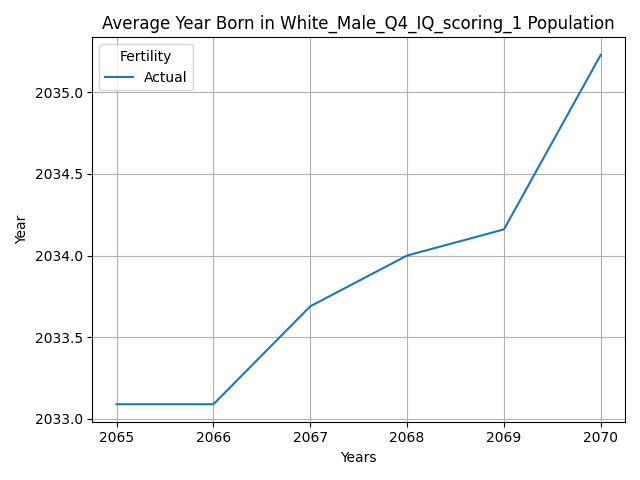 Average Year Born in White_Male_Q4_IQ_scoring_1 Population
Fertility
Actual
2035.0
2034.5
2034.0
2033.5
2033.0
Year
2065 2066 2067 2068 2069 2070
Years